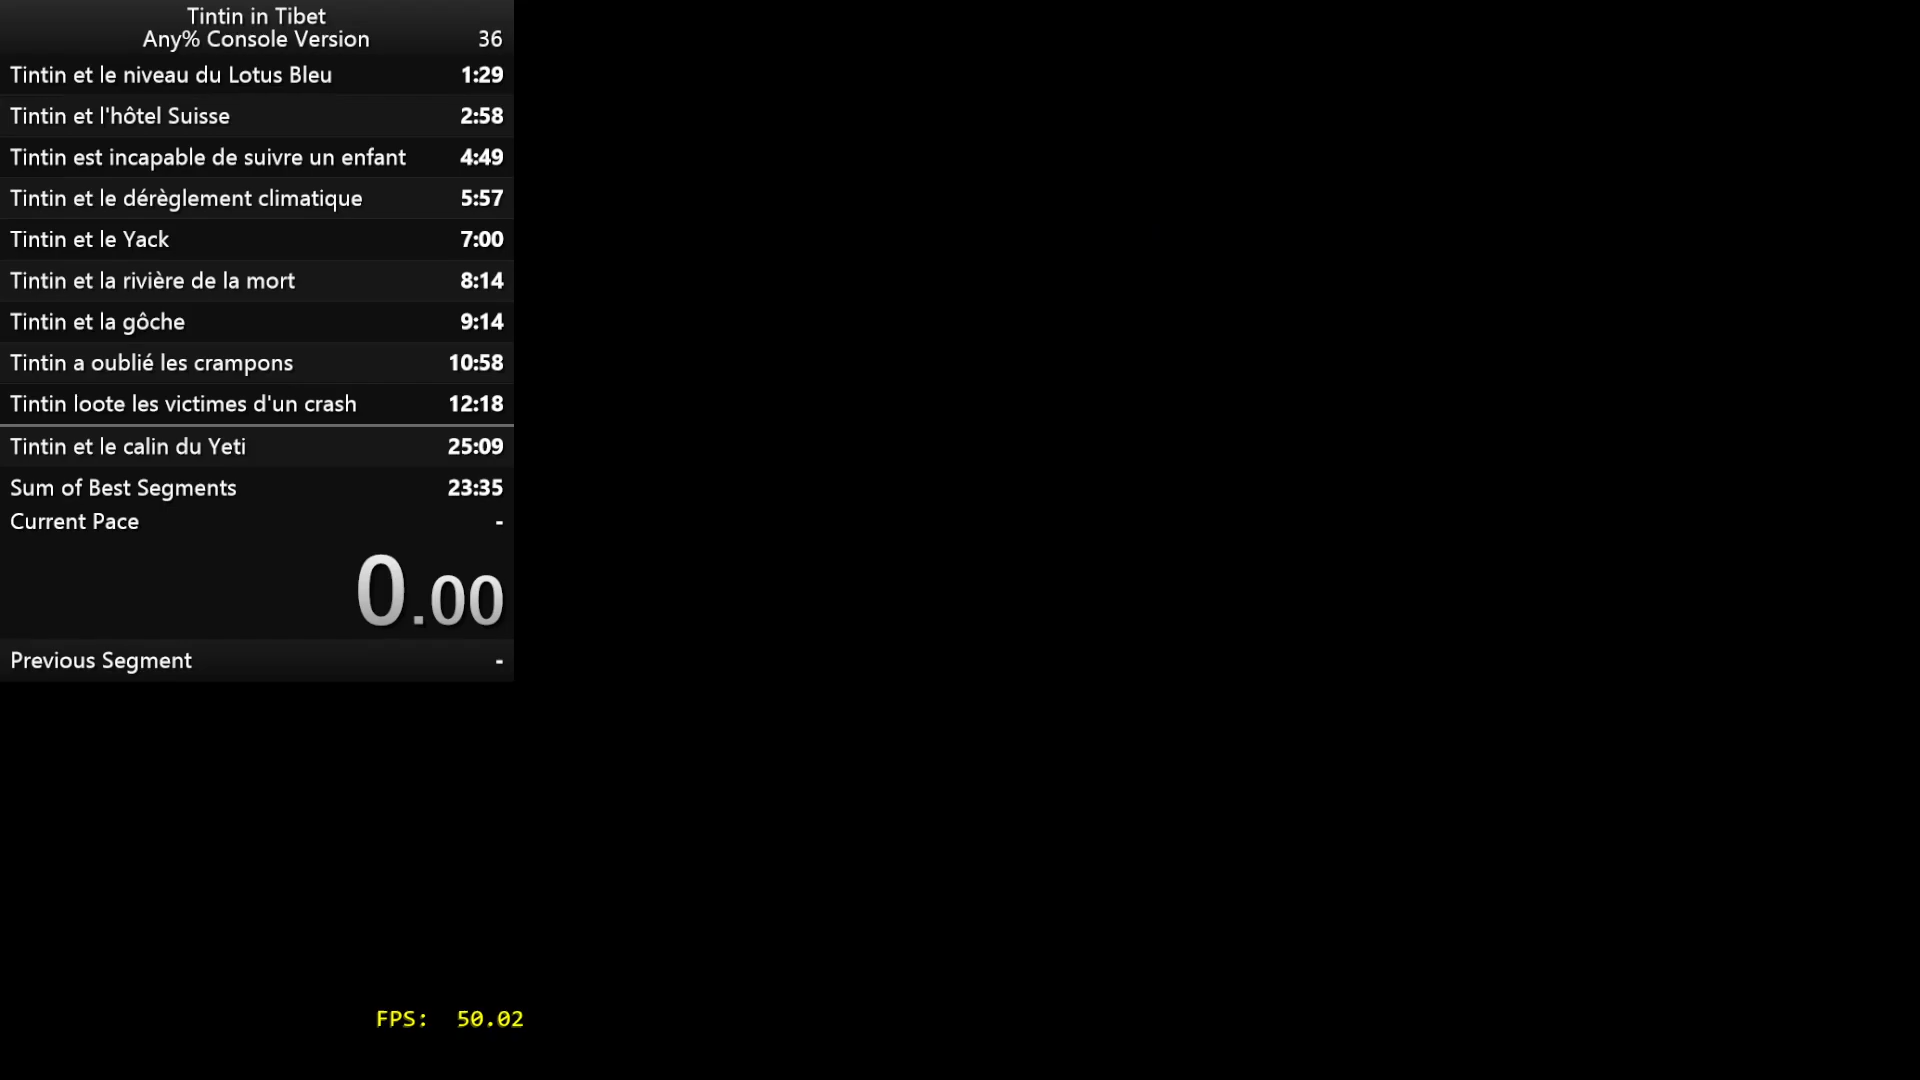 Tintin in Tibet
Any% Console Version 36
Tintin et le niveau du Lotus Bleu 1:29
Tintin et l'hôtel Suisse 2:58
Tintin est incapable de suivre un enfant 4:49
Tintin et le dérèglement climatique 5:57
Tintin et le Yack 7:00
Tintin et la rivière de la mort 8:14
Tintin et la gôche 9:14
Tintin a oublié les crampons 10:58
Tintin loote les victimes d'un crash 12:18
Tintin et le calin du Yeti 25:09
Sum of Best Segments 23:35
Current Pace -
0.00
Previous Segment -
FPS: 50.02